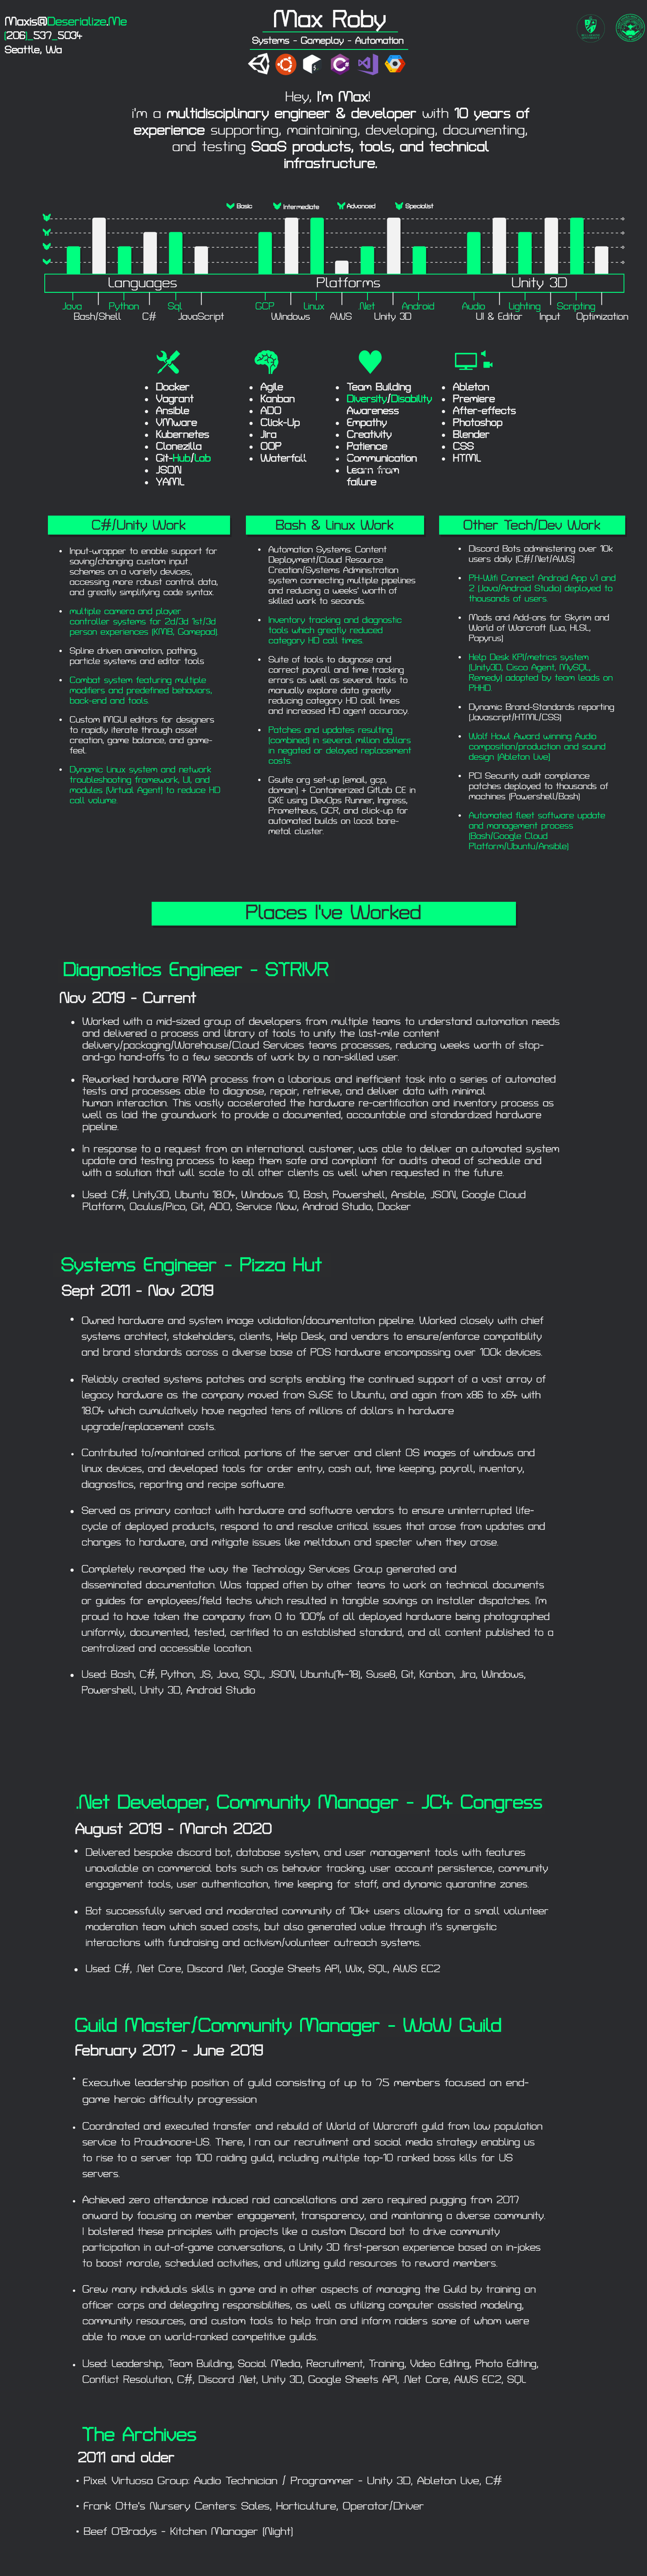 Maxis@Deserialize.Me
(206)_537_5034
Seattle, Wa
Max Roby
Systems - Gameplay - Automation
Hey, I'm Max!
i'm a multidisciplinary engineer & developer with 10 years of
experience supporting, maintaining, developing, documenting,
and testing SaaS products, tools, and technical
infrastructure.
Basic
Intermediate
Advanced
Specialist
Languages
Platforms
Unity 3D
Java
Python
Sql
GCP
Linux
.Net
Android
Audio
Lighting
Scripting
Bash/Shell
C#
JavaScript
Windows
AWS
Unity 3D
UI & Editor
Input
Optimization
• Docker
• Vagrant
• Ansible
• VMware
• Kubernetes
• Clonezilla
• Git-Hub/Lab
• JSON
• YAML
• Agile
• Kanban
• ADO
• Click-Up
• Jira
• OOP
• Waterfall
• Team Building
• Diversity/Disability
Awareness
• Empathy
• Creativity
• Patience
• Communication
• Learn from
failure
• Ableton
• Premiere
• After-effects
• Photoshop
• Blender
• CSS
• HTML
C#/Unity Work
• Input-wrapper to enable support for
saving/changing custom input
schemes on a variety devices,
accessing more robust control data,
and greatly simplifying code syntax.
• multiple camera and player
controller systems for 2d/3d 1st/3d
person experiences (KMB, Gamepad)
• Spline driven animation, pathing,
particle systems and editor tools
• Combat system featuring multiple
modifiers and predefined behaviors,
back-end and tools.
• Custom IMGUI editors for designers
to rapidly iterate through asset
creation, game balance, and game-
feel.
• Dynamic Linux system and network
troubleshooting framework, UI, and
modules (Virtual Agent) to reduce HD
call volume.
Bash & Linux Work
• Automation Systems: Content
Deployment/Cloud Resource
Creation/Systems Administration
system connecting multiple pipelines
and reducing a weeks' worth of
skilled work to seconds.
• Inventory tracking and diagnostic
tools which greatly reduced
category HD call times.
• Suite of tools to diagnose and
correct payroll and time tracking
errors as well as several tools to
manually explore data greatly
reducing category HD call times
and increased HD agent accuracy.
• Patches and updates resulting
(combined) in several million dollars
in negated or delayed replacement
costs.
• Gsuite org set-up (email, gcp,
domain) + Containerized GitLab CE in
GKE using DevOps Runner, Ingress,
Prometheus, GCR, and click-up for
automated builds on local bare-
metal cluster.
Other Tech/Dev Work
• Discord Bots administering over 10k
users daily (C#/.Net/AWS)
• PH-Wifi Connect Android App v1 and
2 (Java/Android Studio) deployed to
thousands of users.
• Mods and Add-ons for Skyrim and
World of Warcraft (Lua, HLSL,
Papyrus)
• Help Desk KPI/metrics system
(Unity3D, Cisco Agent, MySQL,
Remedy) adopted by team leads on
PHHD.
• Dynamic Brand-Standards reporting
(Javascript/HTML/CSS)
• Wolf Howl Award winning Audio
composition/production and sound
design (Ableton Live)
• PCI Security audit compliance
patches deployed to thousands of
machines (Powershell/Bash)
• Automated fleet software update
and management process
(Bash/Google Cloud
Platform/Ubuntu/Ansible)
Places I've Worked
Diagnostics Engineer - STRIVR
Nov 2019 - Current
• Worked with a mid-sized group of developers from multiple teams to understand automation needs
and delivered a process and library of tools to unify the last-mile content
delivery/packaging/Warehouse/Cloud Services teams processes, reducing weeks worth of stop-
and-go hand-offs to a few seconds of work by a non-skilled user.
• Reworked hardware RMA process from a laborious and inefficient task into a series of automated
tests and processes able to diagnose, repair, retrieve, and deliver data with minimal
human interaction. This vastly accelerated the hardware re-certification and inventory process as
well as laid the groundwork to provide a documented, accountable and standardized hardware
pipeline.
• In response to a request from an international customer, was able to deliver an automated system
update and testing process to keep them safe and compliant for audits ahead of schedule and
with a solution that will scale to all other clients as well when requested in the future.
• Used: C#, Unity3D, Ubuntu 18.04, Windows 10, Bash, Powershell, Ansible, JSON, Google Cloud
Platform, Oculus/Pico, Git, ADO, Service Now, Android Studio, Docker
Systems Engineer - Pizza Hut
Sept 2011 - Nov 2019
• Owned hardware and system image validation/documentation pipeline. Worked closely with chief
systems architect, stakeholders, clients, Help Desk, and vendors to ensure/enforce compatibility
and brand standards across a diverse base of POS hardware encompassing over 100k devices.
• Reliably created systems patches and scripts enabling the continued support of a vast array of
legacy hardware as the company moved from SuSE to Ubuntu, and again from x86 to x64 with
18.04 which cumulatively have negated tens of millions of dollars in hardware
upgrade/replacement costs.
• Contributed to/maintained critical portions of the server and client OS images of windows and
linux devices, and developed tools for order entry, cash out, time keeping, payroll, inventory,
diagnostics, reporting and recipe software.
• Served as primary contact with hardware and software vendors to ensure uninterrupted life-
cycle of deployed products, respond to and resolve critical issues that arose from updates and
changes to hardware, and mitigate issues like meltdown and specter when they arose.
• Completely revamped the way the Technology Services Group generated and
disseminated documentation. Was tapped often by other teams to work on technical documents
or guides for employees/field techs which resulted in tangible savings on installer dispatches. I'm
proud to have taken the company from 0 to 100% of all deployed hardware being photographed
uniformly, documented, tested, certified to an established standard, and all content published to a
centralized and accessible location.
• Used: Bash, C#, Python, JS, Java, SQL, JSON, Ubuntu(14-18), Suse8, Git, Kanban, Jira, Windows,
Powershell, Unity 3D, Android Studio
.Net Developer, Community Manager - JC4 Congress
August 2019 - March 2020
• Delivered bespoke discord bot, database system, and user management tools with features
unavailable on commercial bots such as behavior tracking, user account persistence, community
engagement tools, user authentication, time keeping for staff, and dynamic quarantine zones.
• Bot successfully served and moderated community of 10k+ users allowing for a small volunteer
moderation team which saved costs, but also generated value through it's synergistic
interactions with fundraising and activism/volunteer outreach systems.
• Used: C#, .Net Core, Discord .Net, Google Sheets API, Wix, SQL, AWS EC2
Guild Master/Community Manager - WoW Guild
February 2017 - June 2019
• Executive leadership position of guild consisting of up to 75 members focused on end-
game heroic difficulty progression
• Coordinated and executed transfer and rebuild of World of Warcraft guild from low population
service to Proudmoore-US. There, I ran our recruitment and social media strategy enabling us
to rise to a server top 100 raiding guild, including multiple top-10 ranked boss kills for US
servers.
• Achieved zero attendance induced raid cancellations and zero required pugging from 2017
onward by focusing on member engagement, transparency, and maintaining a diverse community.
I bolstered these principles with projects like a custom Discord bot to drive community
participation in out-of-game conversations, a Unity 3D first-person experience based on in-jokes
to boost morale, scheduled activities, and utilizing guild resources to reward members.
• Grew many individuals skills in game and in other aspects of managing the Guild by training an
officer corps and delegating responsibilities, as well as utilizing computer assisted modeling,
community resources, and custom tools to help train and inform raiders some of whom were
able to move on world-ranked competitive guilds.
• Used: Leadership, Team Building, Social Media, Recruitment, Training, Video Editing, Photo Editing,
Conflict Resolution, C#, Discord .Net, Unity 3D, Google Sheets API, .Net Core, AWS EC2, SQL
The Archives
2011 and older
• Pixel Virtuosa Group: Audio Technician / Programmer - Unity 3D, Ableton Live, C#
• Frank Otte's Nursery Centers: Sales, Horticulture, Operator/Driver
• Beef O'Bradys - Kitchen Manager (Night)